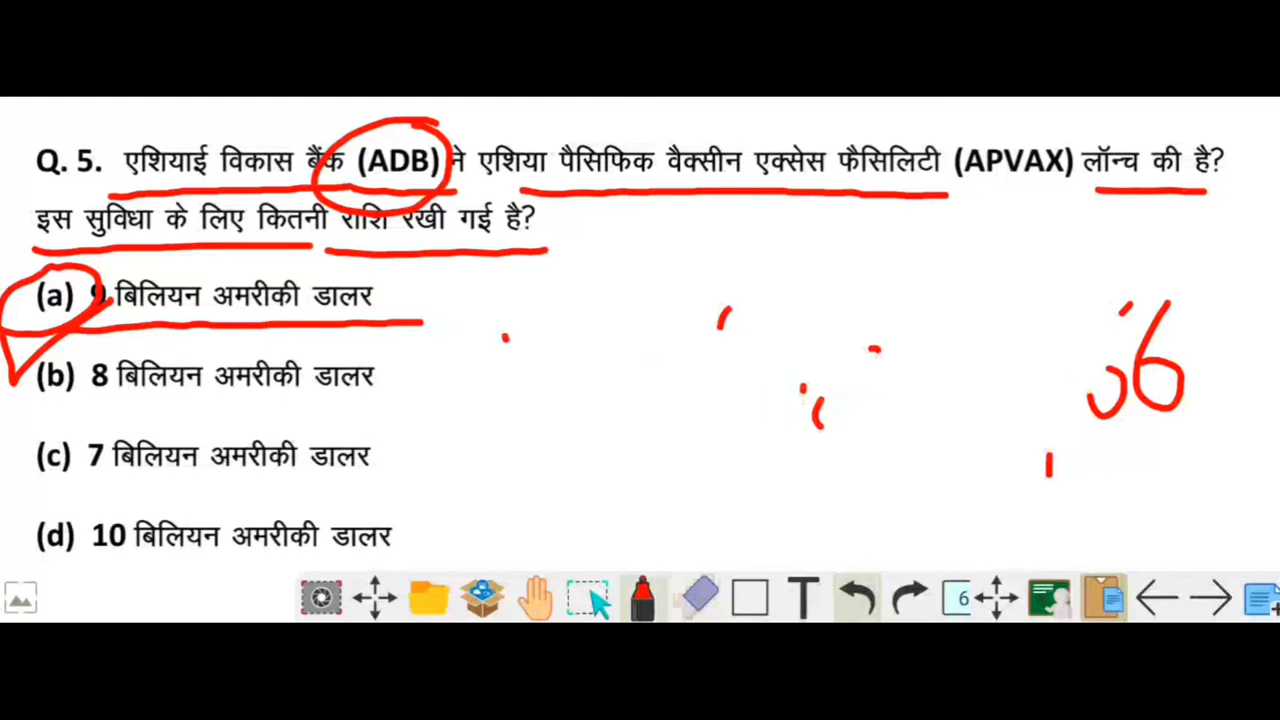 Q. 5. एशियाई विकास बैंक (ADB) ने एशिया पैसिफिक वैक्सीन एक्सेस फैसिलिटी (APVAX) लॉन्च की है?
इस सुविधा के लिए कितनी राशि रखी गई है?
(a) 9 बिलियन अमरीकी डालर
(b) 8 बिलियन अमरीकी डालर
(c) 7 बिलियन अमरीकी डालर
(d) 10 बिलियन अमरीकी डालर
T 6